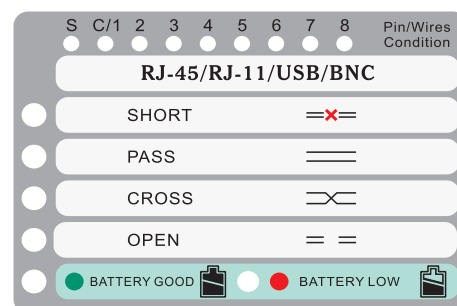 S C/1 2 3 4 5 6 7 8 Pin/Wires
Condition
RJ-45/RJ-11/USB/BNC
SHORT
PASS
CROSS
OPEN
BATTERY GOOD BATTERY LOW